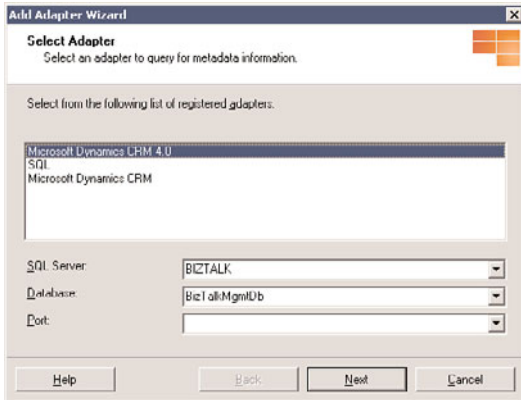 Add Adapter Wizard
Select Adapter
Select an adapter to query for metadata information.
Select from the following list of registered adapters.
Microsoft Dynamics CRM 4.0
SQL
Microsoft Dynamics CRM
SQL Server: BIZTALK
Database: BizTalkMgmtDb
Port:
Help Back Next Cancel